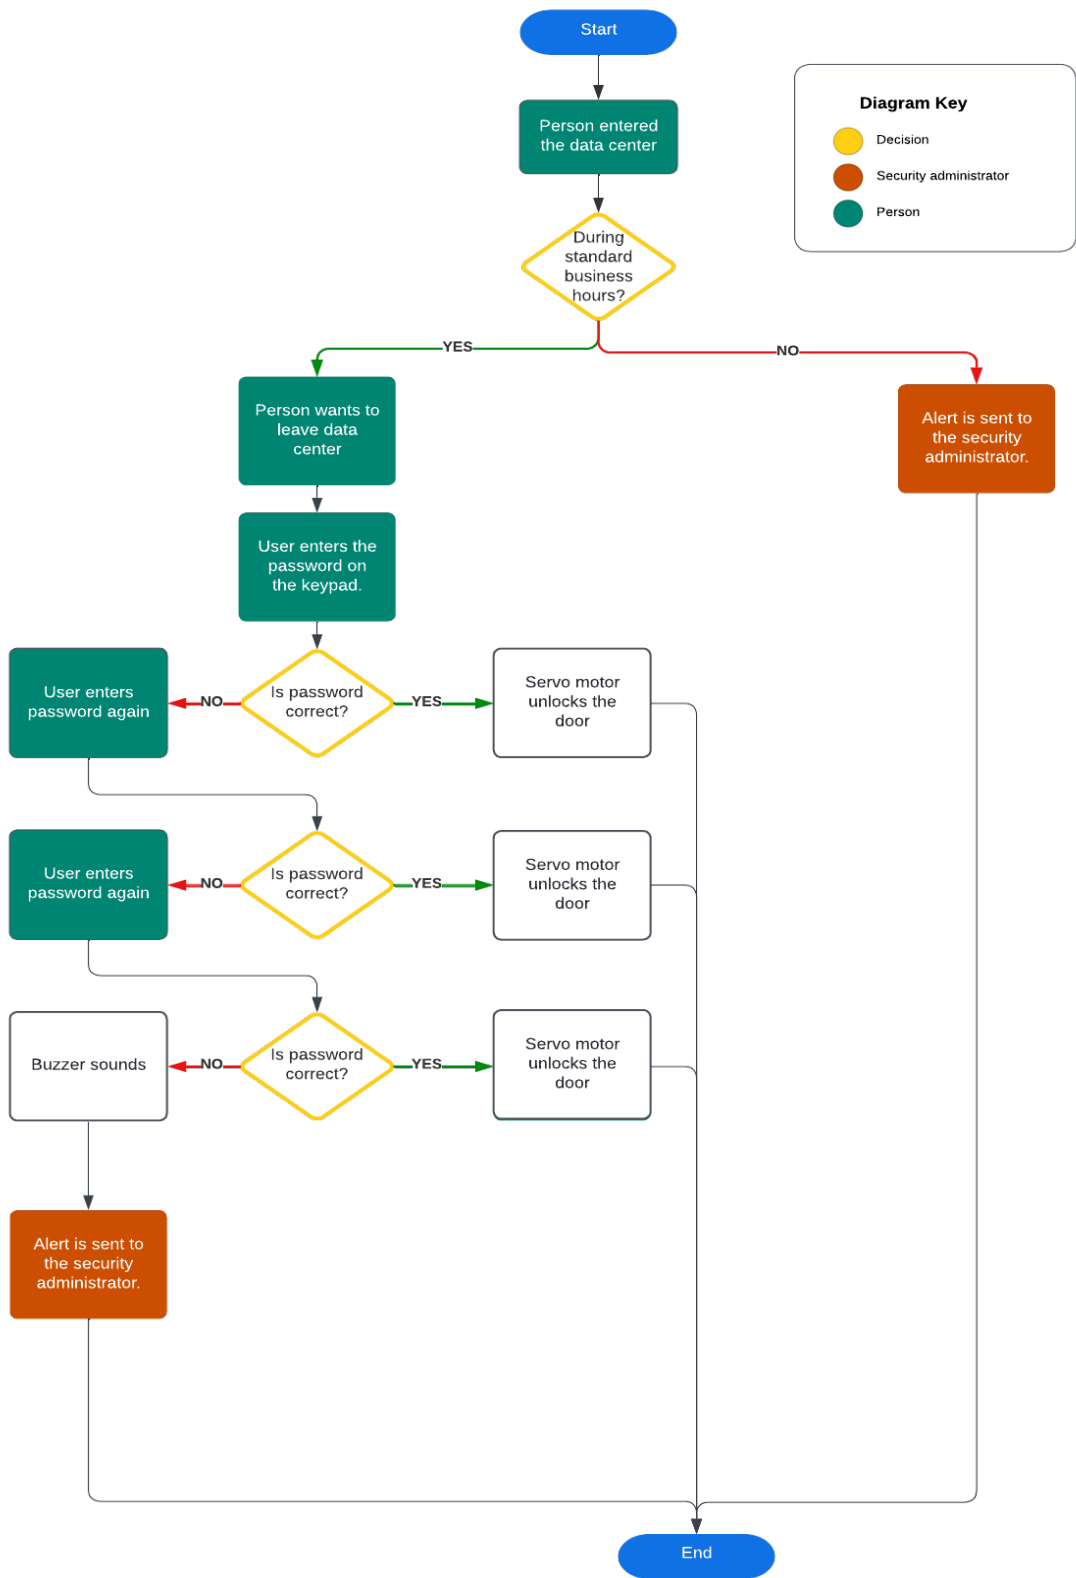 Start
Person entered
the data center
Diagram Key
Decision
Security administrator
Person
During
standard
business
hours?
YES
NO
Person wants to
leave data
center
Alert is sent to
the security
administrator.
User enters the
password on
the keypad.
User enters
password again
NO
Is password
correct?
YES
Servo motor
unlocks the
door
User enters
password again
NO
Is password
correct?
YES
Servo motor
unlocks the
door
Buzzer sounds
NO
Is password
correct?
YES
Servo motor
unlocks the
door
Alert is sent to
the security
administrator.
End